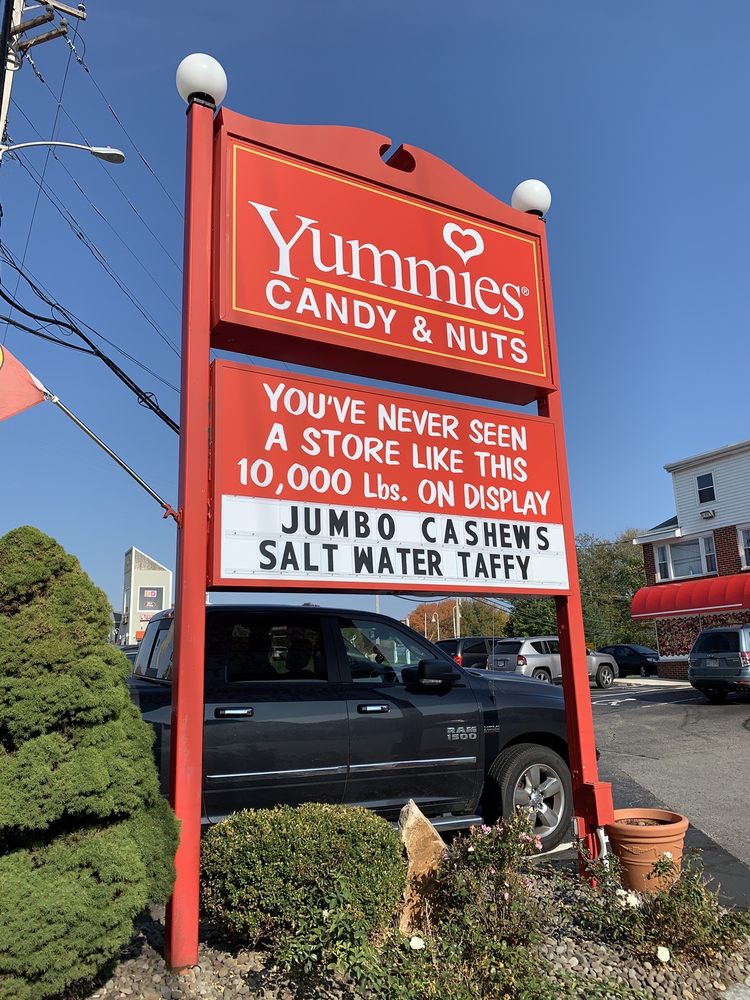 Yummies®
CANDY & NUTS
YOU'VE NEVER SEEN
A STORE LIKE THIS
10,000 Lbs. ON DISPLAY
JUMBO CASHEWS
SALT WATER TAFFY
RAM
1500